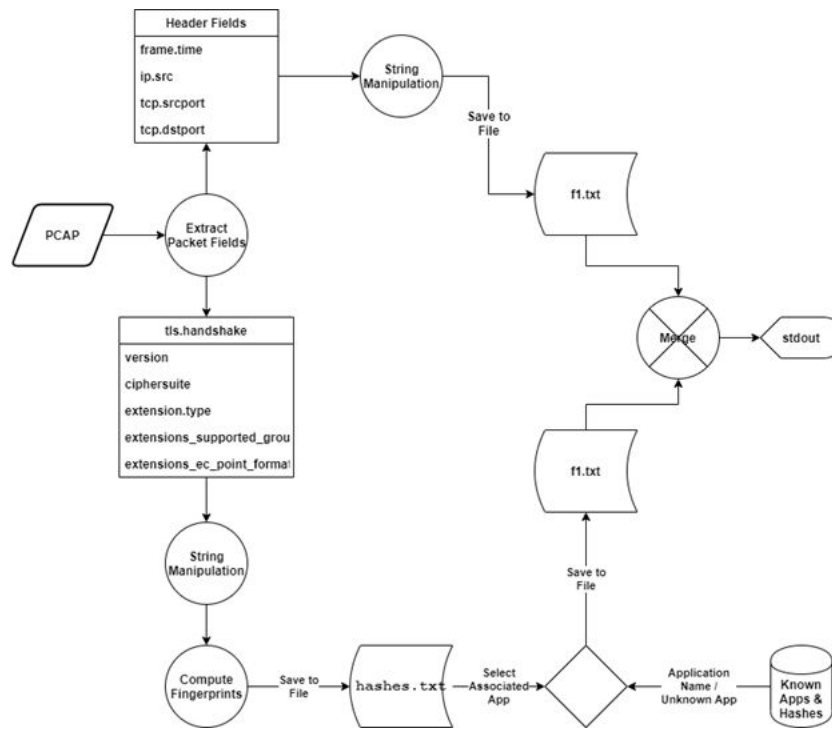 Header Fields
frame.time
ip.src
tcp.srcport
tcp.dstport
String
Manipulation
Save to
File
f1.txt
PCAP
Extract
Packet Fields
tls.handshake
version
ciphersuite
extension.type
extensions_supported_grou
extensions_ec_point_format
Merge
stdout
f1.txt
String
Manipulation
Save to
File
Compute
Fingerprints
Save to
File
hashes.txt
Select
Associated
App
Application
Name /
Unknown App
Known
Apps &
Hashes